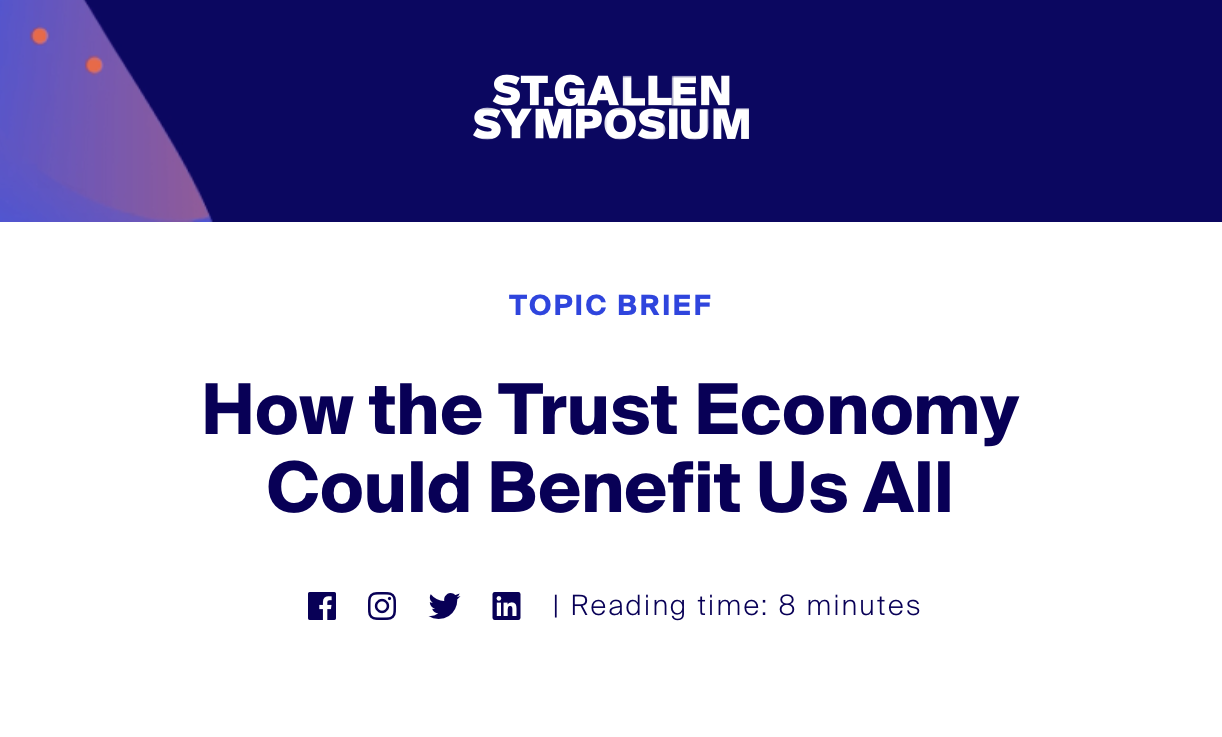 ST.GALLEN
SYMPOSIUM
TOPIC BRIEF
How the Trust Economy
Could Benefit Us All
| Reading time: 8 minutes